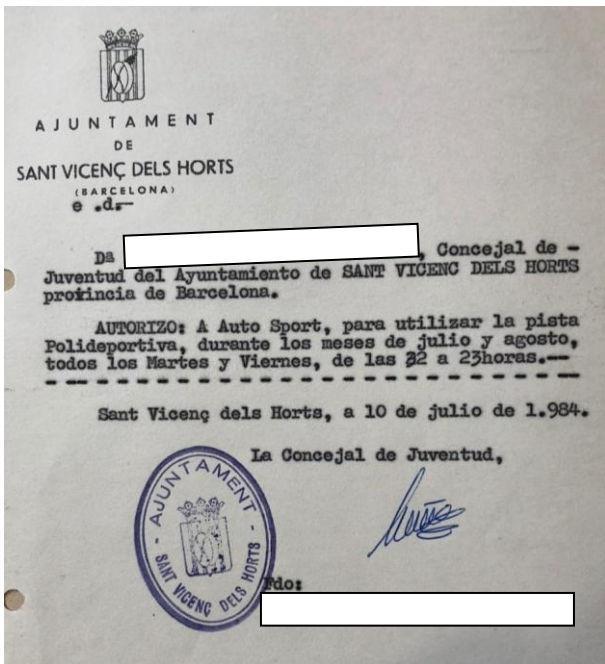 AJUNTAMENT
DE
SANT VICENÇ DELS HORTS
(BARCELONA)
e .d.—
Dª , Concejal de -
Juventud del Ayuntamiento de SANT VICENC DELS HORTS
provincia de Barcelona.
AUTORIZO: A Auto Sport, para utilizar la pista
Polideportiva, durante los meses de julio y agosto,
todos los Martes y Viernes, de las 22 a 23horas.--
Sant Vicenç dels Horts, a 10 de julio de 1.984.
La Concejal de Juventud,
AJUNTAMENT
SANT VICENÇ DELS HORTS
Fdo: